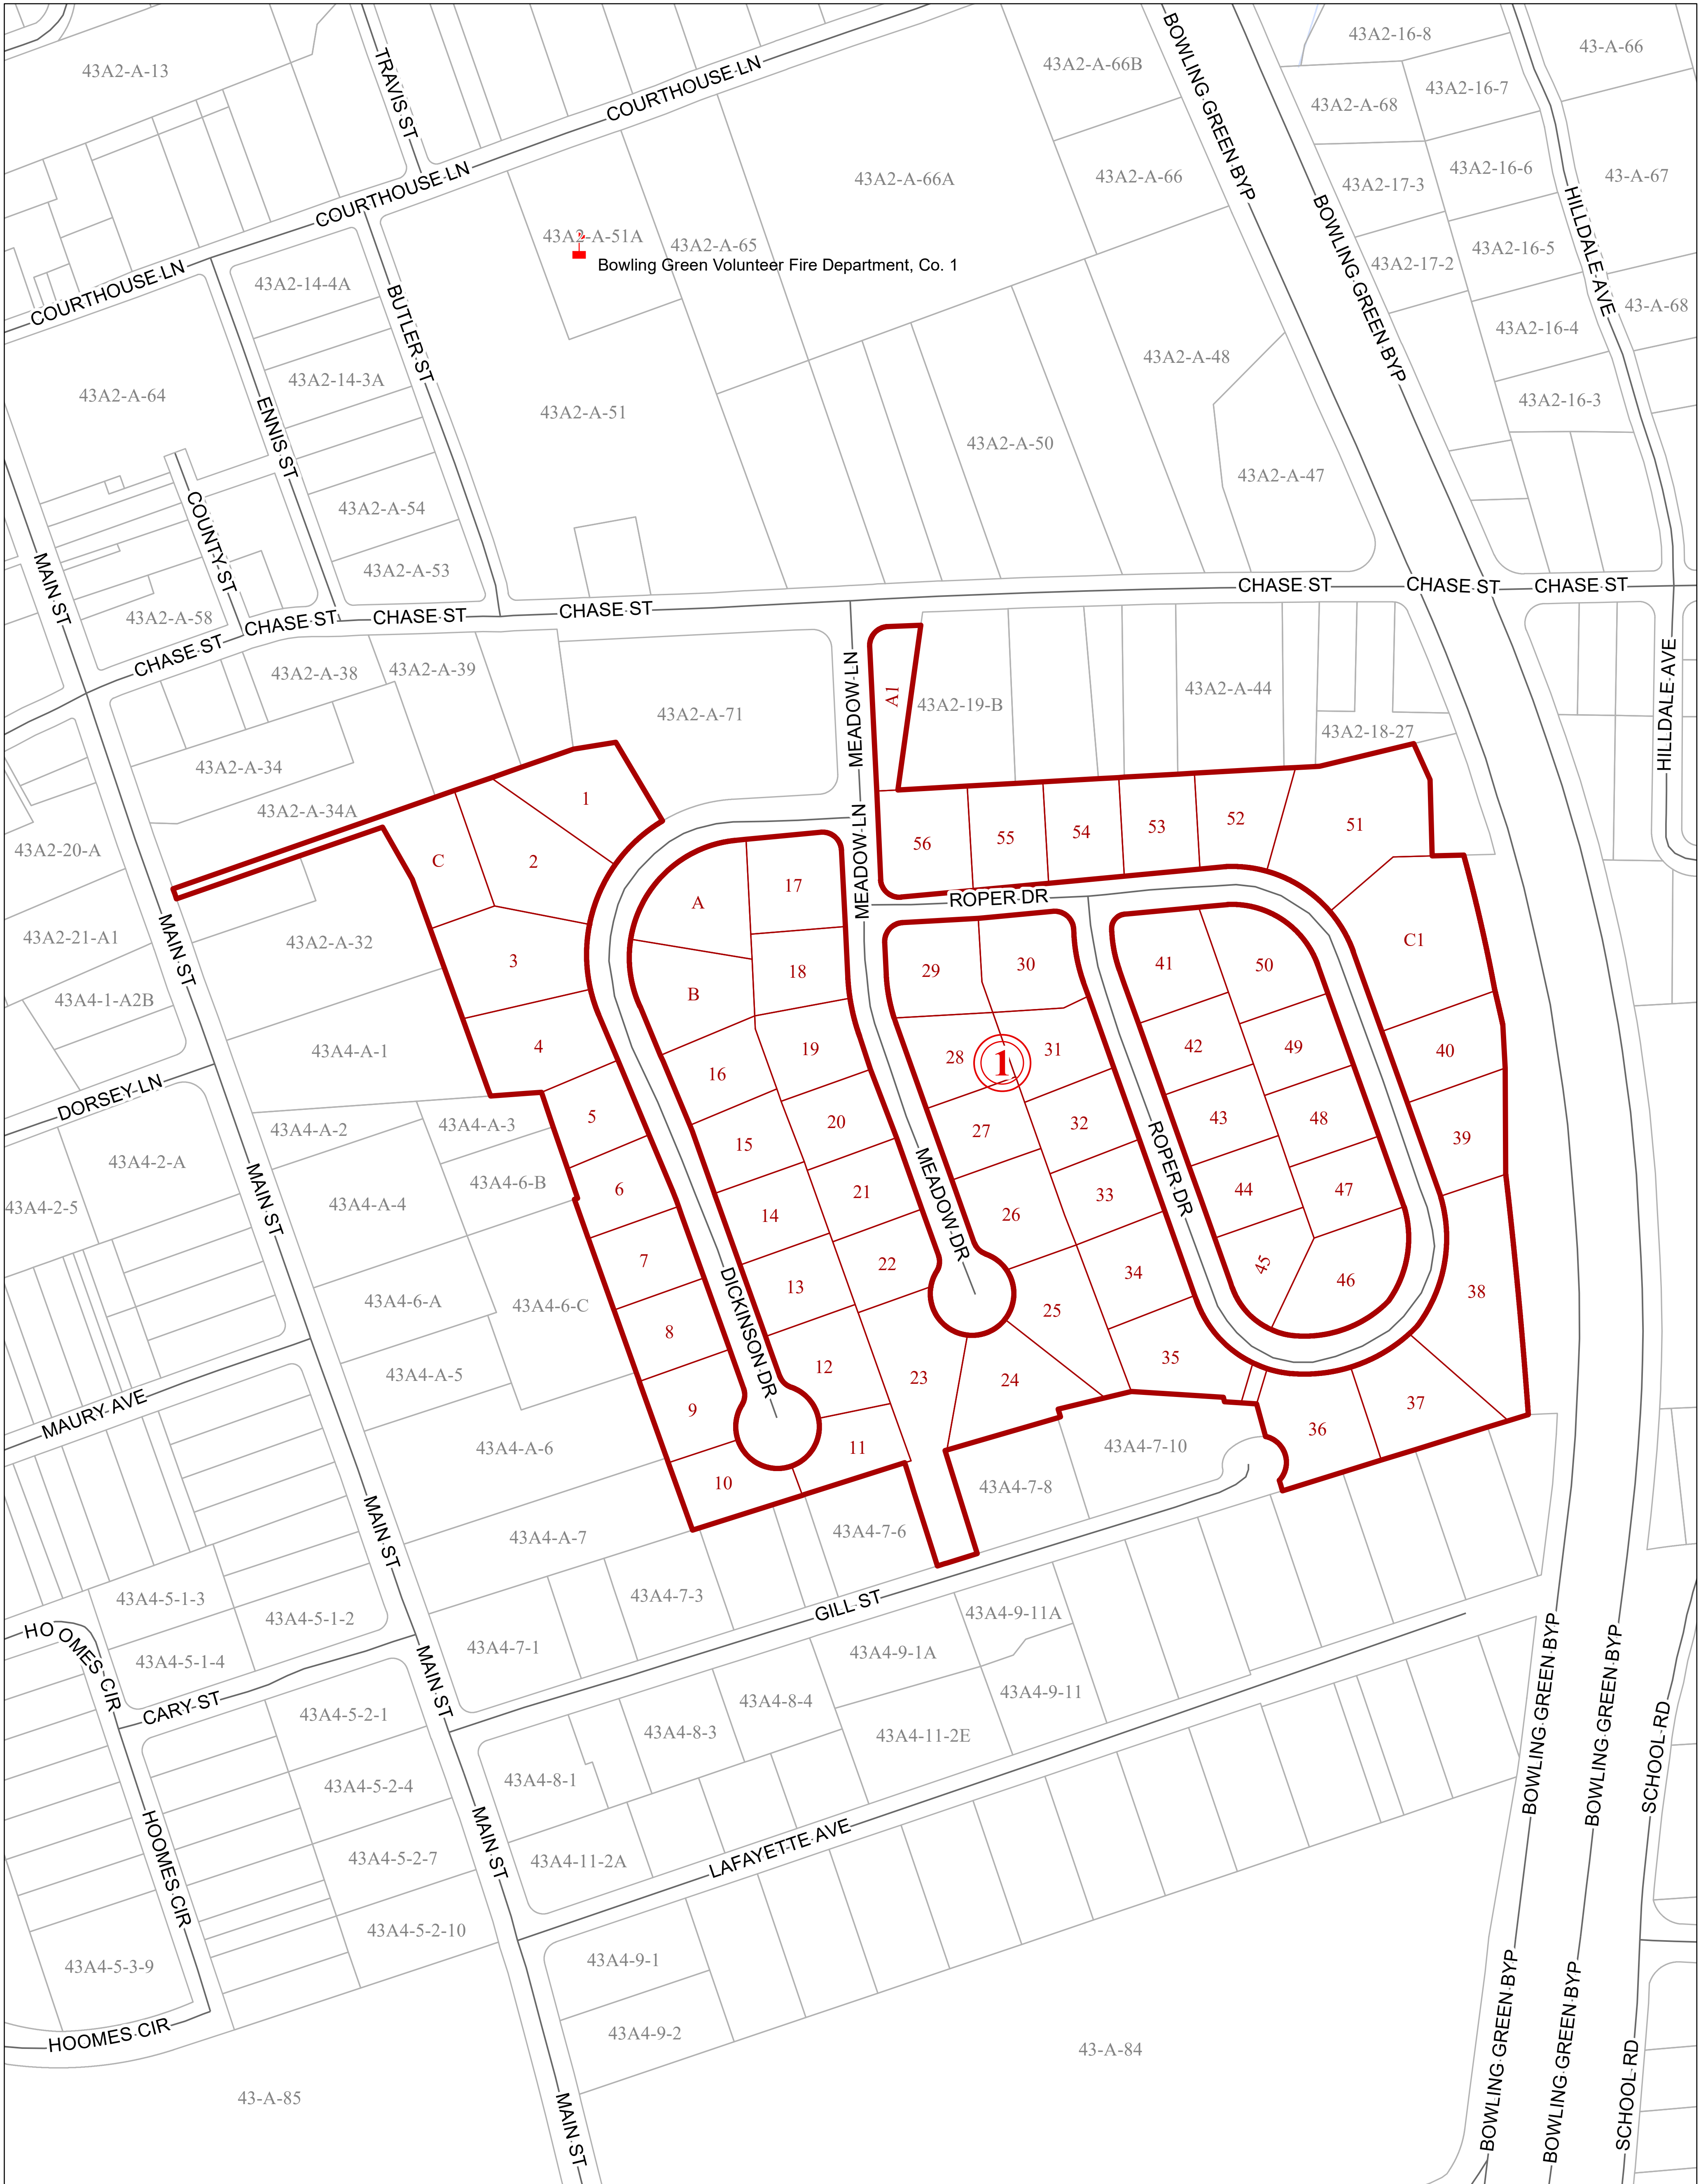 43A2-16-8
43-A-66
43A2-A-13
TRAVIS ST
COURTHOUSE LN
43A2-A-66B
BOWLING GREEN BYP
43A2-A-68
43A2-16-7
43A2-A-66A
43A2-A-66
43A2-17-3
43A2-16-6
43-A-67
COURTHOUSE LN
43A2-A-51A
43A2-A-65
Bowling Green Volunteer Fire Department, Co. 1
BOWLING GREEN BYP
43A2-17-2
43A2-16-5
HILLDALE AVE
COURTHOUSE LN
43A2-14-4A
BUTLER ST
43-A-68
43A2-16-4
43A2-A-48
43A2-A-64
43A2-14-3A
43A2-A-51
43A2-16-3
ENNIS ST
43A2-A-50
43A2-A-47
COUNTY ST
43A2-A-54
MAIN ST
43A2-A-53
CHASE ST
CHASE ST
CHASE ST
43A2-A-58
CHASE ST
CHASE ST
CHASE ST
CHASE ST
43A2-A-38
43A2-A-39
MEADOW LN
A1
43A2-19-B
43A2-A-44
43A2-A-71
43A2-18-27
HILLDALE AVE
43A2-A-34
43A2-A-34A
1
MEADOW LN
56
55
54
53
52
51
43A2-20-A
C
2
17
A
MEADOW LN
ROPER DR
43A2-21-A1
43A2-A-32
MAIN ST
3
18
29
30
41
50
C1
43A4-1-A2B
B
43A4-A-1
4
19
28
1
31
42
49
40
16
DORSEY LN
43A4-A-2
43A4-A-3
5
15
20
27
32
43
48
39
43A4-2-A
43A4-6-B
6
21
MEADOW DR
33
ROPER DR
44
47
43A4-2-5
MAIN ST
43A4-A-4
14
26
7
22
34
45
46
43A4-6-A
43A4-6-C
13
DICKINSON DR
25
38
8
12
35
43A4-A-5
23
24
MAURY AVE
9
11
36
37
43A4-A-6
43A4-7-10
10
43A4-7-8
MAIN ST
43A4-A-7
43A4-7-6
43A4-5-1-3
43A4-7-3
GILL ST
43A4-5-1-2
43A4-9-11A
HOOMES CIR
43A4-7-1
43A4-9-1A
43A4-5-1-4
MAIN ST
43A4-9-11
CARY ST
43A4-5-2-1
43A4-8-4
43A4-8-3
43A4-11-2E
BOWLING GREEN BYP
BOWLING GREEN BYP
SCHOOL RD
43A4-8-1
43A4-5-2-4
HOOMES CIR
MAIN ST
LAFAYETTE AVE
43A4-5-2-7
43A4-11-2A
43A4-5-2-10
43A4-5-3-9
43A4-9-1
HOOMES CIR
43A4-9-2
43-A-84
BOWLING GREEN BYP
BOWLING GREEN BYP
SCHOOL RD
43-A-85
MAIN ST